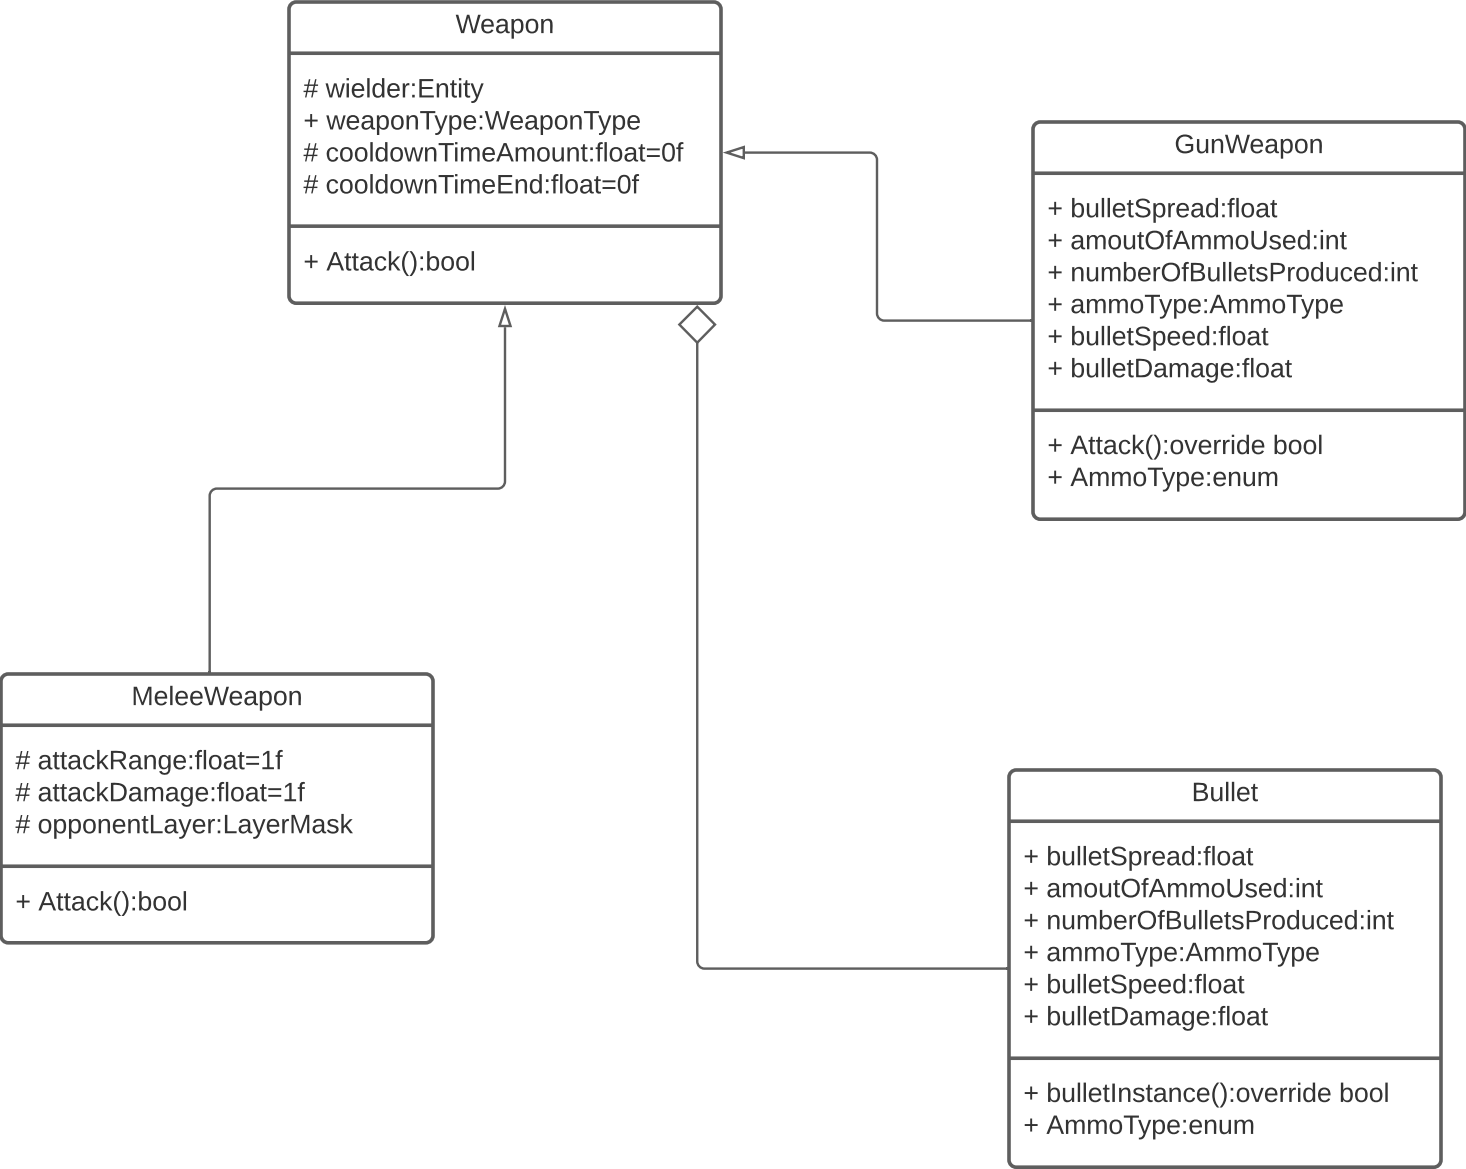 Weapon
# wielder:Entity
+ weaponType:WeaponType
# cooldownTimeAmount:float=0f
# cooldownTimeEnd:float=0f
+ Attack():bool
GunWeapon
+ bulletSpread:float
+ amoutOfAmmoUsed:int
+ numberOfBulletsProduced:int
+ ammoType:AmmoType
+ bulletSpeed:float
+ bulletDamage:float
+ Attack():override bool
+ AmmoType:enum
MeleeWeapon
# attackRange:float=1f
# attackDamage:float=1f
# opponentLayer:LayerMask
+ Attack():bool
Bullet
+ bulletSpread:float
+ amoutOfAmmoUsed:int
+ numberOfBulletsProduced:int
+ ammoType:AmmoType
+ bulletSpeed:float
+ bulletDamage:float
+ bulletInstance():override bool
+ AmmoType:enum